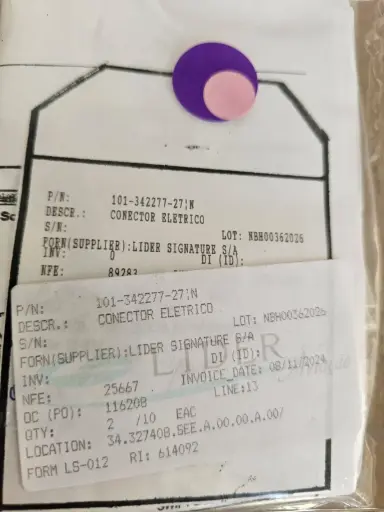 P/N: 101-342277-27¦N
DESCR.: CONECTOR ELETRICO
S/N:
LOT: NBH00362026
FORN(SUPPLIER):LIDER SIGNATURE S/A
INV: 0 DI (ID):
NFE: 89283
P/N: 101-342277-27¦N
DESCR.: CONECTOR ELETRICO
LOT: NBH00362026
S/N:
FORN(SUPPLIER):LIDER SIGNATURE S/A
DI (ID):
LIDER
INV:
INVOICE DATE: 08/11/2024
NFE: 25667
LINE:13
OC (PO): 116208
QTY: 2 /10 EAC
LOCATION: 34.327408.SEE.A.00.00.A.00/
FORM LS-012 RI: 614092